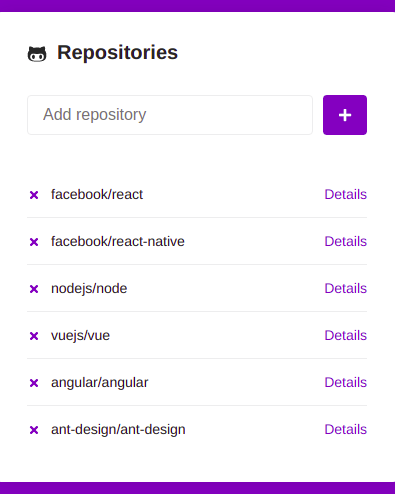 Repositories
Add repository
facebook/react Details
facebook/react-native Details
nodejs/node Details
vuejs/vue Details
angular/angular Details
ant-design/ant-design Details